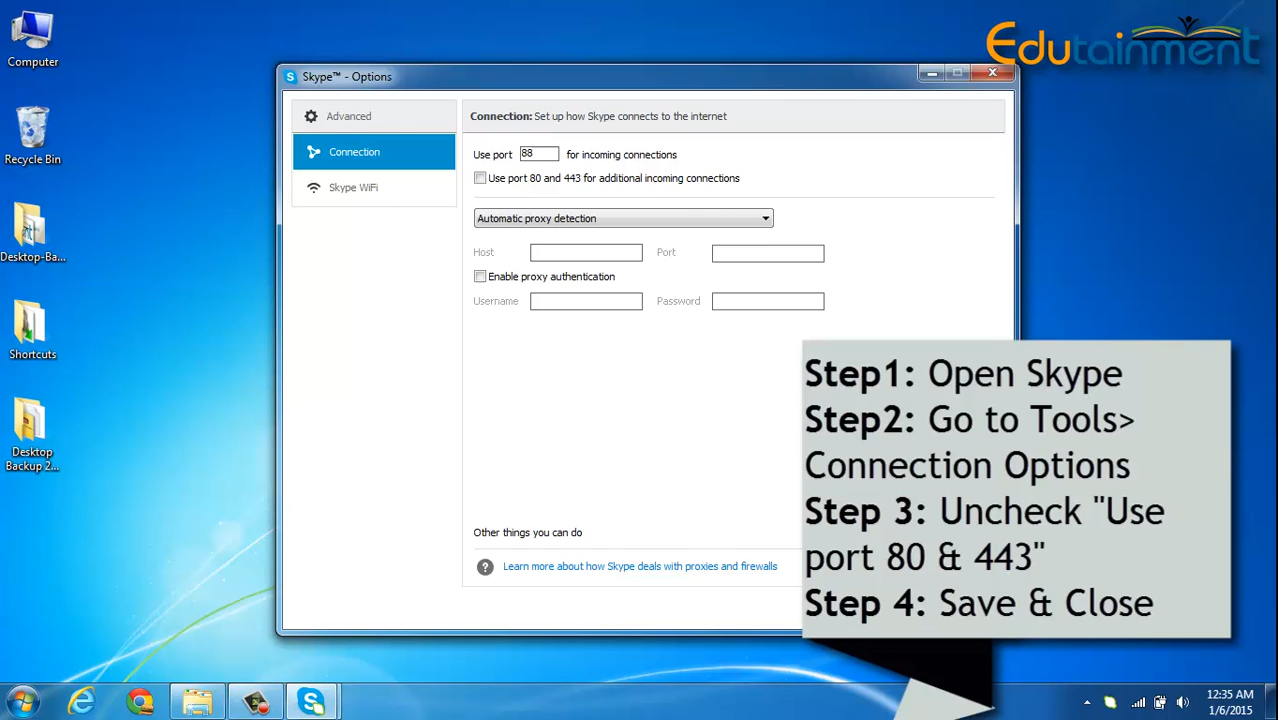 Computer
Recycle Bin
Desktop-Ba...
Shortcuts
Desktop
Backup 2...
Edutainment
Skype™ - Options
Advanced
Connection
Skype WiFi
Connection: Set up how Skype connects to the internet
Use port 88 for incoming connections
Use port 80 and 443 for additional incoming connections
Automatic proxy detection
Host Port
Enable proxy authentication
Username Password
Other things you can do
Learn more about how Skype deals with proxies and firewalls
Step1: Open Skype
Step2: Go to Tools>
Connection Options
Step 3: Uncheck "Use
port 80 & 443"
Step 4: Save & Close
12:35 AM
1/6/2015